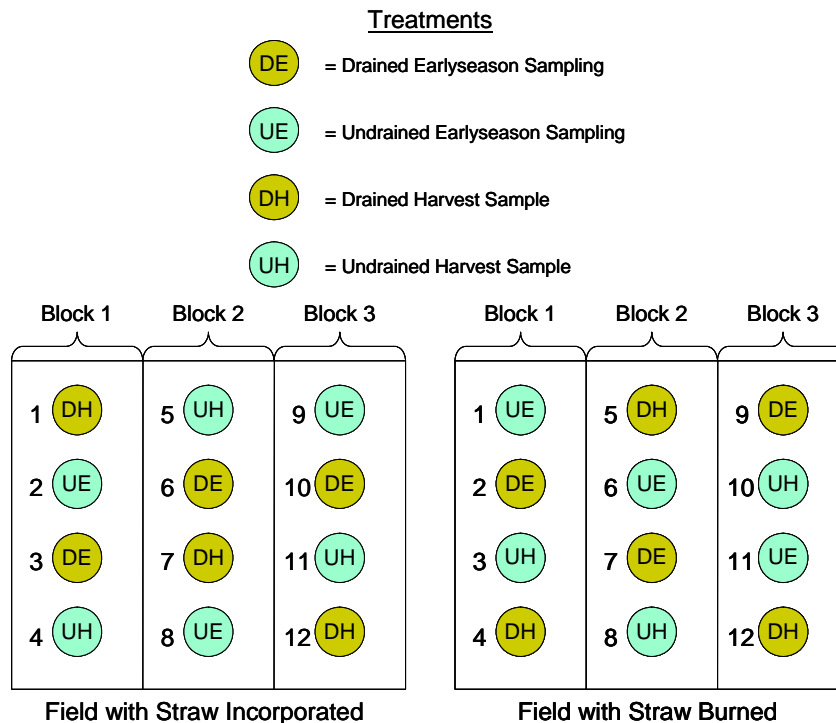 Treatments
DE = Drained Earlyseason Sampling
UE = Undrained Earlyseason Sampling
DH = Drained Harvest Sample
UH = Undrained Harvest Sample
Block 1 Block 2 Block 3 Block 1 Block 2 Block 3
1 DH 5 UH 9 UE 1 UE 5 DH 9 DE
2 UE 6 DE 10 DE 2 DE 6 UE 10 UH
3 DE 7 DH 11 UH 3 UH 7 DE 11 UE
4 UH 8 UE 12 DH 4 DH 8 UH 12 DH
Field with Straw Incorporated Field with Straw Burned